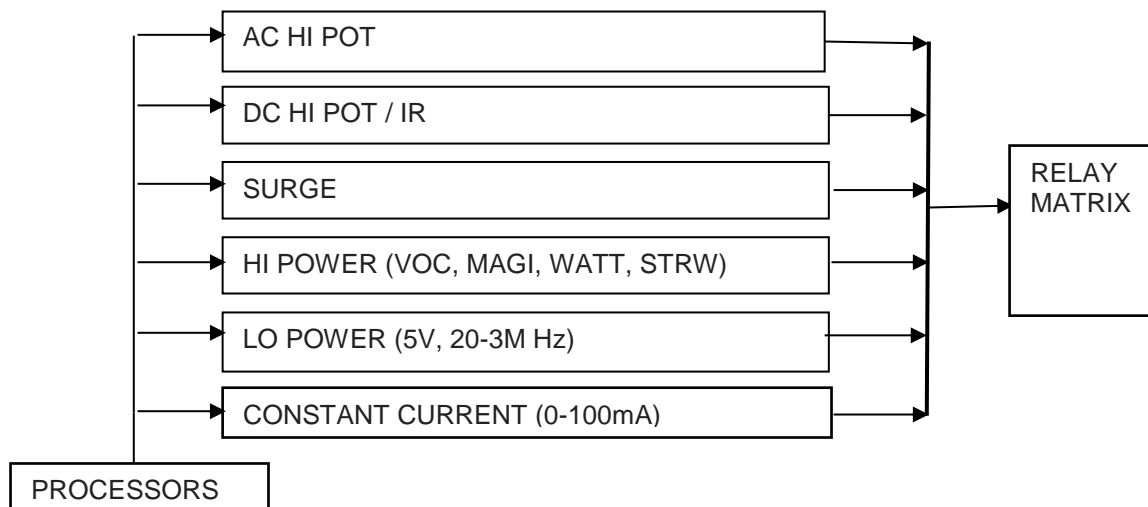 AC HI POT
DC HI POT / IR
SURGE
HI POWER (VOC, MAGI, WATT, STRW)
LO POWER (5V, 20-3M Hz)
CONSTANT CURRENT (0-100mA)
RELAY
MATRIX
PROCESSORS